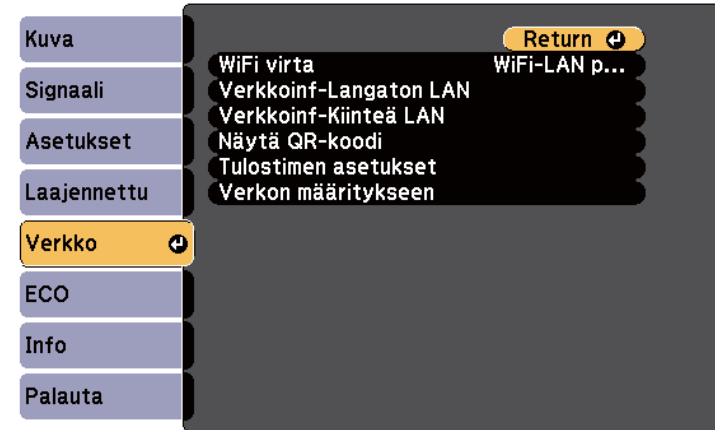 Kuva
Signaali
Asetukset
Laajennettu
Verkko
ECO
Info
Palauta
Return
WiFi virta WiFi-LAN p...
Verkkoinf-Langaton LAN
Verkkoinf-Kiinteä LAN
Näytä QR-koodi
Tulostimen asetukset
Verkon määritykseen